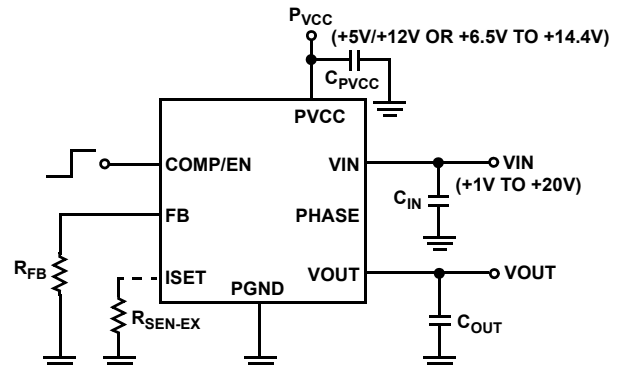 PVCC
(+5V/+12V OR +6.5V TO +14.4V)
CPVCC
PVCC
COMP/EN
VIN
VIN
(+1V TO +20V)
CIN
FB
PHASE
RFB
ISET
VOUT
VOUT
PGND
RSEN-EX
COUT